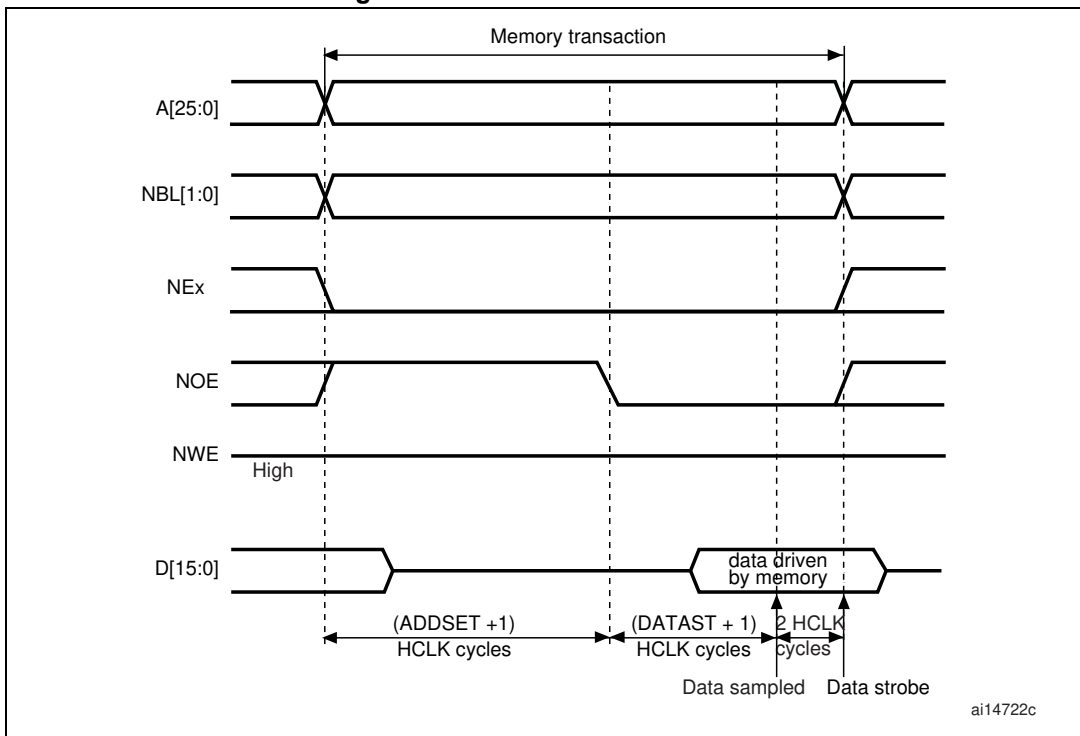 Memory transaction
A[25:0]
NBL[1:0]
NEx
NOE
NWE
High
D[15:0]
data driven
by memory
(ADDSET +1)
HCLK cycles
(DATAST + 1)
HCLK cycles
2 HCLK
cycles
Data sampled
Data strobe
ai14722c